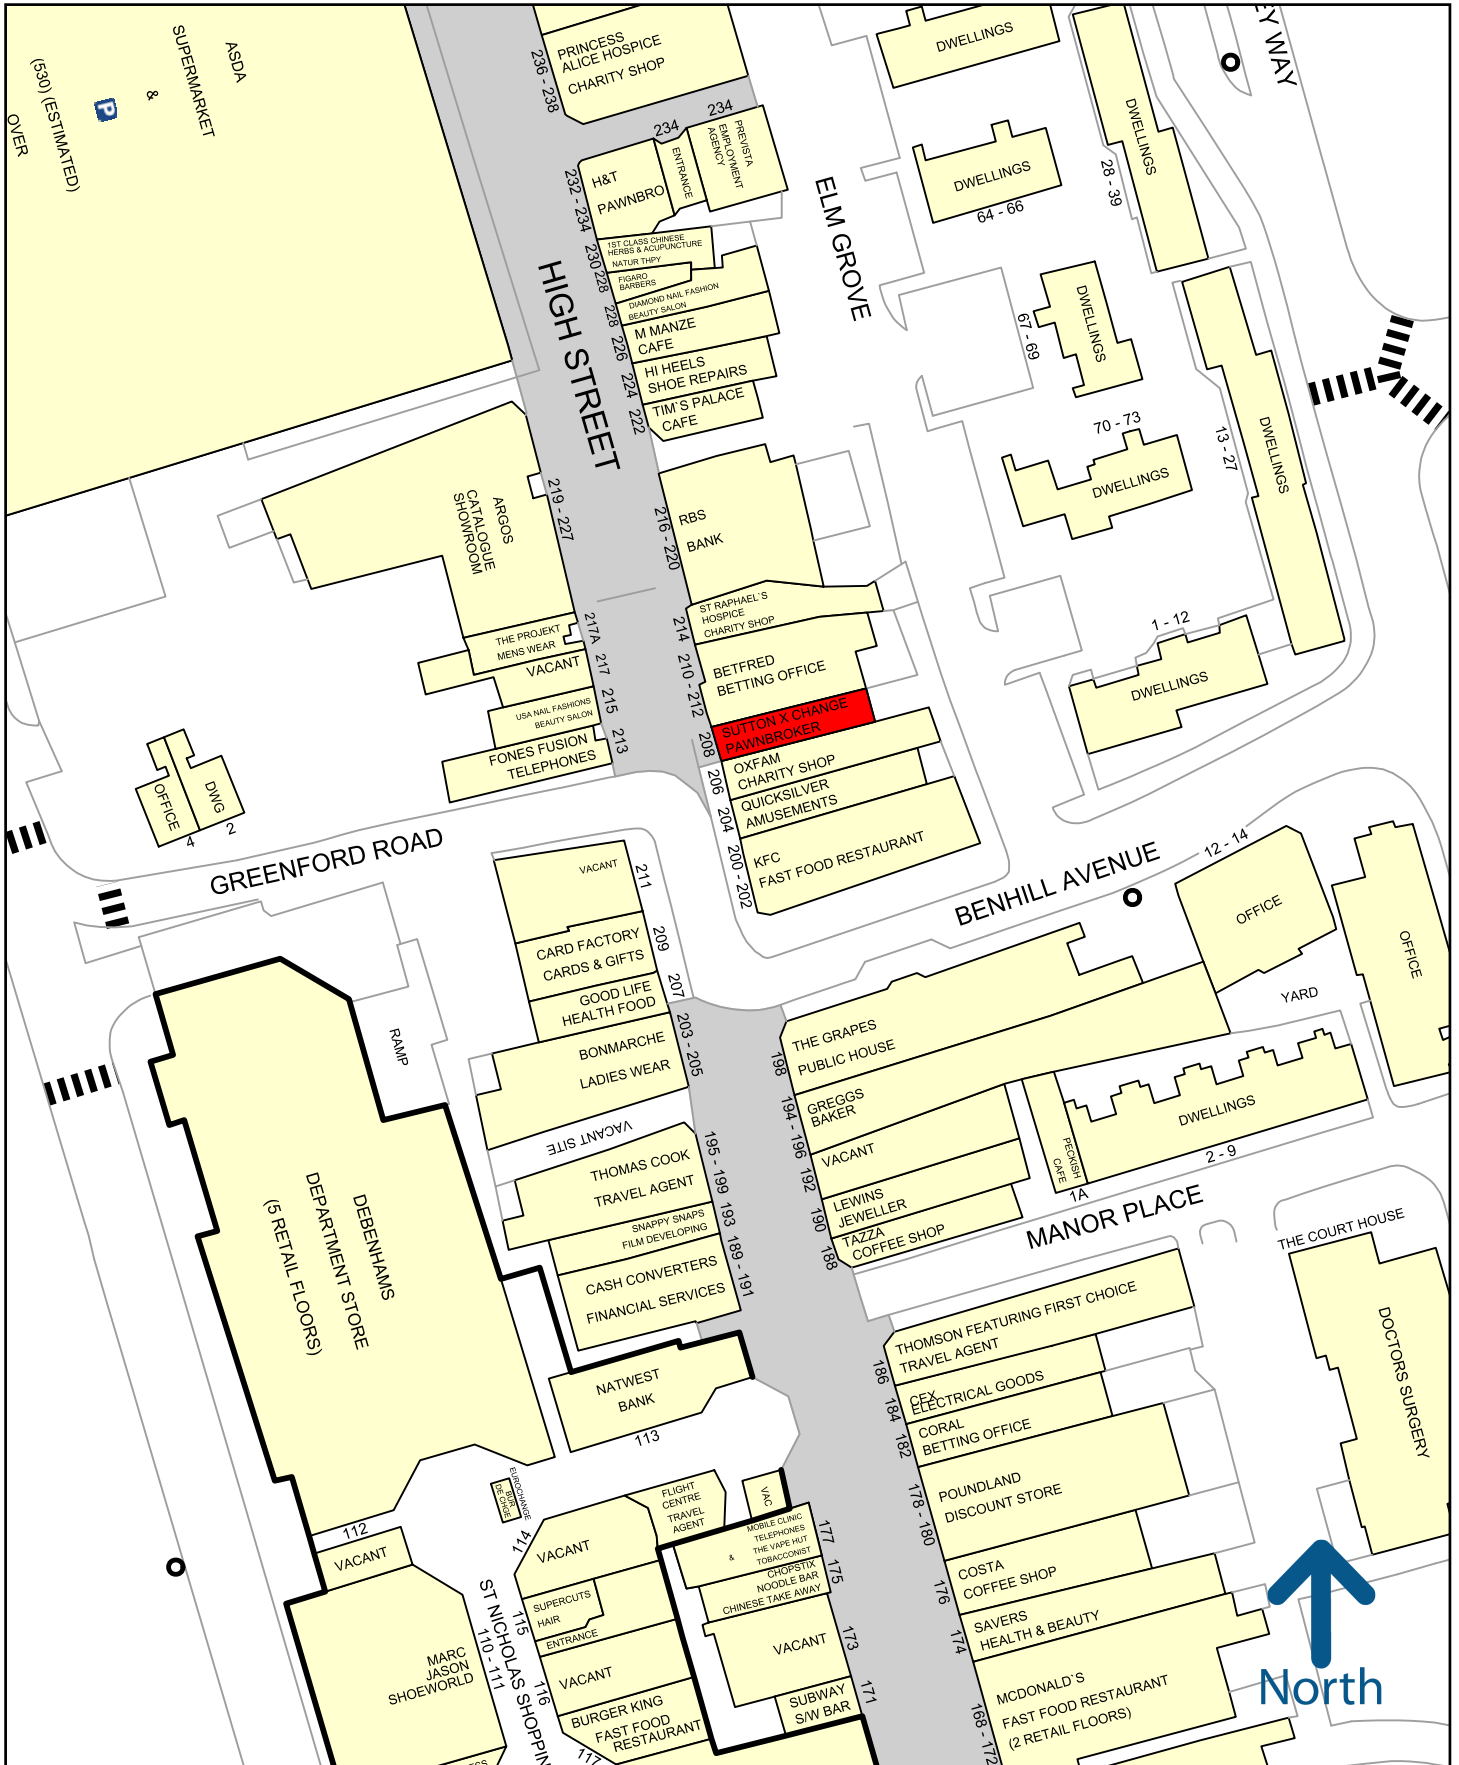 ASDA
SUPERMARKET
&
P
(530) (ESTIMATED)
OVER
236 - 238
PRINCESS
ALICE HOSPICE
CHARITY SHOP
234
234
PREVISTA
EMPLOYMENT
AGENCY
ENTRANCE
H&T
PAWNBRO
232 - 234
1ST CLASS CHINESE
HERBS & ACUPUNCTURE
NATUR THPY
230
FIGARO
BARBERS
228
DIAMOND NAIL FASHION
BEAUTY SALON
228
M MANZE
CAFE
226
HI HEELS
SHOE REPAIRS
224
TIM`S PALACE
CAFE
222
HIGH STREET
ELM GROVE
EY WAY
DWELLINGS
DWELLINGS
28 - 39
DWELLINGS
64 - 66
DWELLINGS
67 - 69
DWELLINGS
13 - 27
70 - 73
DWELLINGS
1 - 12
DWELLINGS
ARGOS
CATALOGUE
SHOWROOM
219 - 227
RBS
BANK
216 - 220
ST RAPHAEL`S
HOSPICE
CHARITY SHOP
214
BETFRED
BETTING OFFICE
210 - 212
SUTTON X CHANGE
PAWNBROKER
208
OXFAM
CHARITY SHOP
206
QUICKSILVER
AMUSEMENTS
204
KFC
FAST FOOD RESTAURANT
200 - 202
THE PROJEKT
MENS WEAR
217A
VACANT
217
USA NAIL FASHIONS
BEAUTY SALON
215
FONES FUSION
TELEPHONES
213
OFFICE
4
DWG
2
GREENFORD ROAD
BENHILL AVENUE
12 - 14
OFFICE
OFFICE
YARD
VACANT
211
CARD FACTORY
CARDS & GIFTS
209
GOOD LIFE
HEALTH FOOD
207
BONMARCHE
LADIES WEAR
203 - 205
VACANT SITE
THOMAS COOK
TRAVEL AGENT
195 - 199
SNAPPY SNAPS
FILM DEVELOPING
193
CASH CONVERTERS
FINANCIAL SERVICES
189 - 191
RAMP
THE GRAPES
PUBLIC HOUSE
198
GREGGS
BAKER
194 - 196
VACANT
192
LEWINS
JEWELLER
190
TAZZA
COFFEE SHOP
188
PECKISH
CAFE
1A
DWELLINGS
2 - 9
MANOR PLACE
THE COURT HOUSE
DOCTORS SURGERY
DEBENHAMS
DEPARTMENT STORE
(5 RETAIL FLOORS)
NATWEST
BANK
113
THOMSON FEATURING FIRST CHOICE
TRAVEL AGENT
186
CEX
ELECTRICAL GOODS
184
CORAL
BETTING OFFICE
182
POUNDLAND
DISCOUNT STORE
178 - 180
COSTA
COFFEE SHOP
176
SAVERS
HEALTH & BEAUTY
174
MCDONALD`S
FAST FOOD RESTAURANT
(2 RETAIL FLOORS)
168 - 172
EUROCHANGE
BUR
DE CHGE
FLIGHT
CENTRE
TRAVEL
AGENT
VAC
MOBILE CLINIC
TELEPHONES
&
THE VAPE HUT
TOBACCONIST
177
CHOPSTIX
NOODLE BAR
CHINESE TAKE AWAY
175
VACANT
173
SUBWAY
S/W BAR
171
112
VACANT
114
VACANT
SUPERCUTS
HAIR
115
ENTRANCE
VACANT
116
BURGER KING
FAST FOOD
RESTAURANT
117
ST NICHOLAS SHOPPIN
110 - 111
MARC
JASON
SHOEWORLD
ESS
North